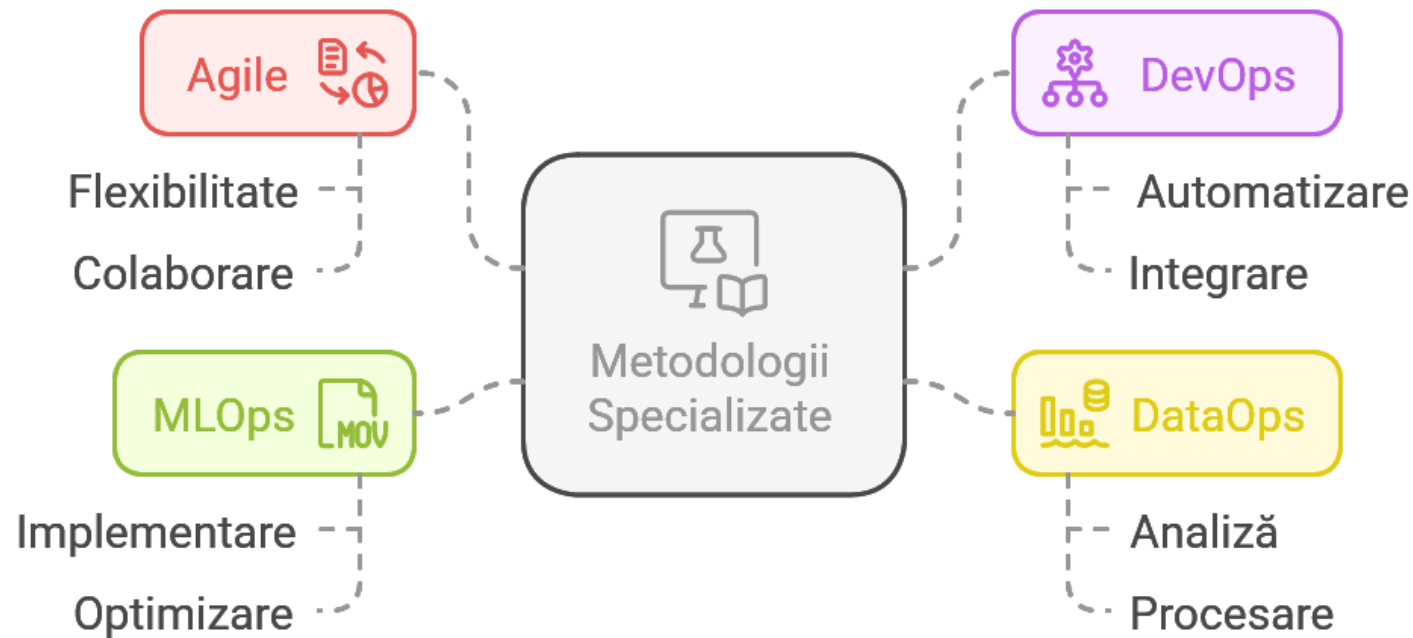 Agile
Flexibilitate
Colaborare
MLOps
MOV
Implementare
Optimizare
Metodologii
Specializate
DevOps
Automatizare
Integrare
DataOps
Analiză
Procesare